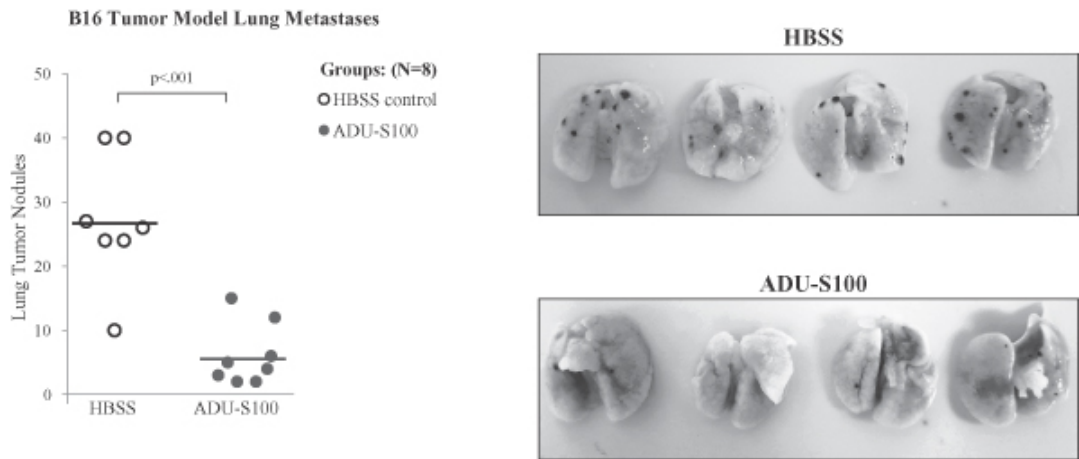 B16 Tumor Model Lung Metastases
Lung Tumor Nodules
50
40
30
20
10
0
p<.001
HBSS
ADU-S100
Groups: (N=8)
HBSS control
ADU-S100
HBSS
ADU-S100